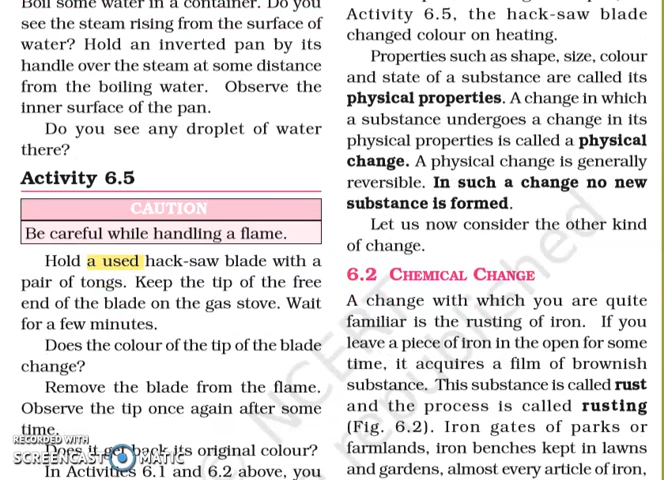 Boil some water in a container. Do you
see the steam rising from the surface of
water? Hold an inverted pan by its
handle over the steam at some distance
from the boiling water. Observe the
inner surface of the pan.
Do you see any droplet of water
there?
Activity 6.5
CAUTION
Be careful while handling a flame.
Hold a used hack-saw blade with a
pair of tongs. Keep the tip of the free
end of the blade on the gas stove. Wait
for a few minutes.
Does the colour of the tip of the blade
change?
Remove the blade from the flame.
Observe the tip once again after some
time.
Does it get back its original colour?
In Activities 6.1 and 6.2 above, you
Activity 6.5, the hack-saw blade
changed colour on heating.
Properties such as shape, size, colour
and state of a substance are called its
physical properties. A change in which
a substance undergoes a change in its
physical properties is called a physical
change. A physical change is generally
reversible. In such a change no new
substance is formed.
Let us now consider the other kind
of change.
6.2 CHEMICAL CHANGE
A change with which you are quite
familiar is the rusting of iron. If you
leave a piece of iron in the open for some
time, it acquires a film of brownish
substance. This substance is called rust
and the process is called rusting
(Fig. 6.2). Iron gates of parks or
farmlands, iron benches kept in lawns
and gardens, almost every article of iron,
© NCERT
republished
RECORDED WITH
SCREENCAST MATIC